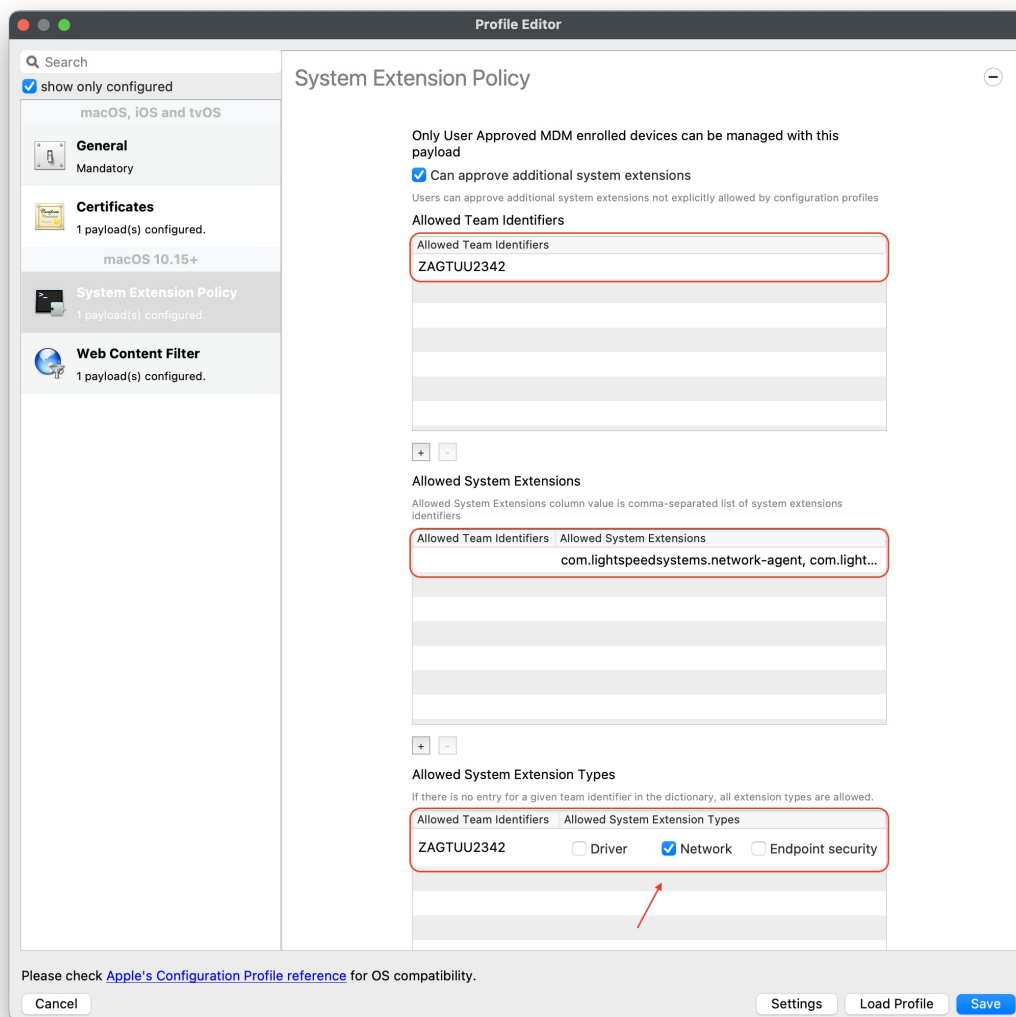 Profile Editor
Search
show only configured
macOS, iOS and tvOS
General
Mandatory
Certificates
1 payload(s) configured.
macOS 10.15+
System Extension Policy
1 payload(s) configured.
Web Content Filter
1 payload(s) configured.
System Extension Policy
Only User Approved MDM enrolled devices can be managed with this
payload
Can approve additional system extensions
Users can approve additional system extensions not explicitly allowed by configuration profiles
Allowed Team Identifiers
Allowed Team Identifiers
ZAGTUU2342
+ -
Allowed System Extensions
Allowed System Extensions column value is comma-separated list of system extensions
identifiers
Allowed Team Identifiers Allowed System Extensions
com.lightspeedsystems.network-agent, com.light...
+ -
Allowed System Extension Types
If there is no entry for a given team identifier in the dictionary, all extension types are allowed.
Allowed Team Identifiers Allowed System Extension Types
ZAGTUU2342 Driver Network Endpoint security
Please check Apple's Configuration Profile reference for OS compatibility.
Cancel Settings Load Profile Save